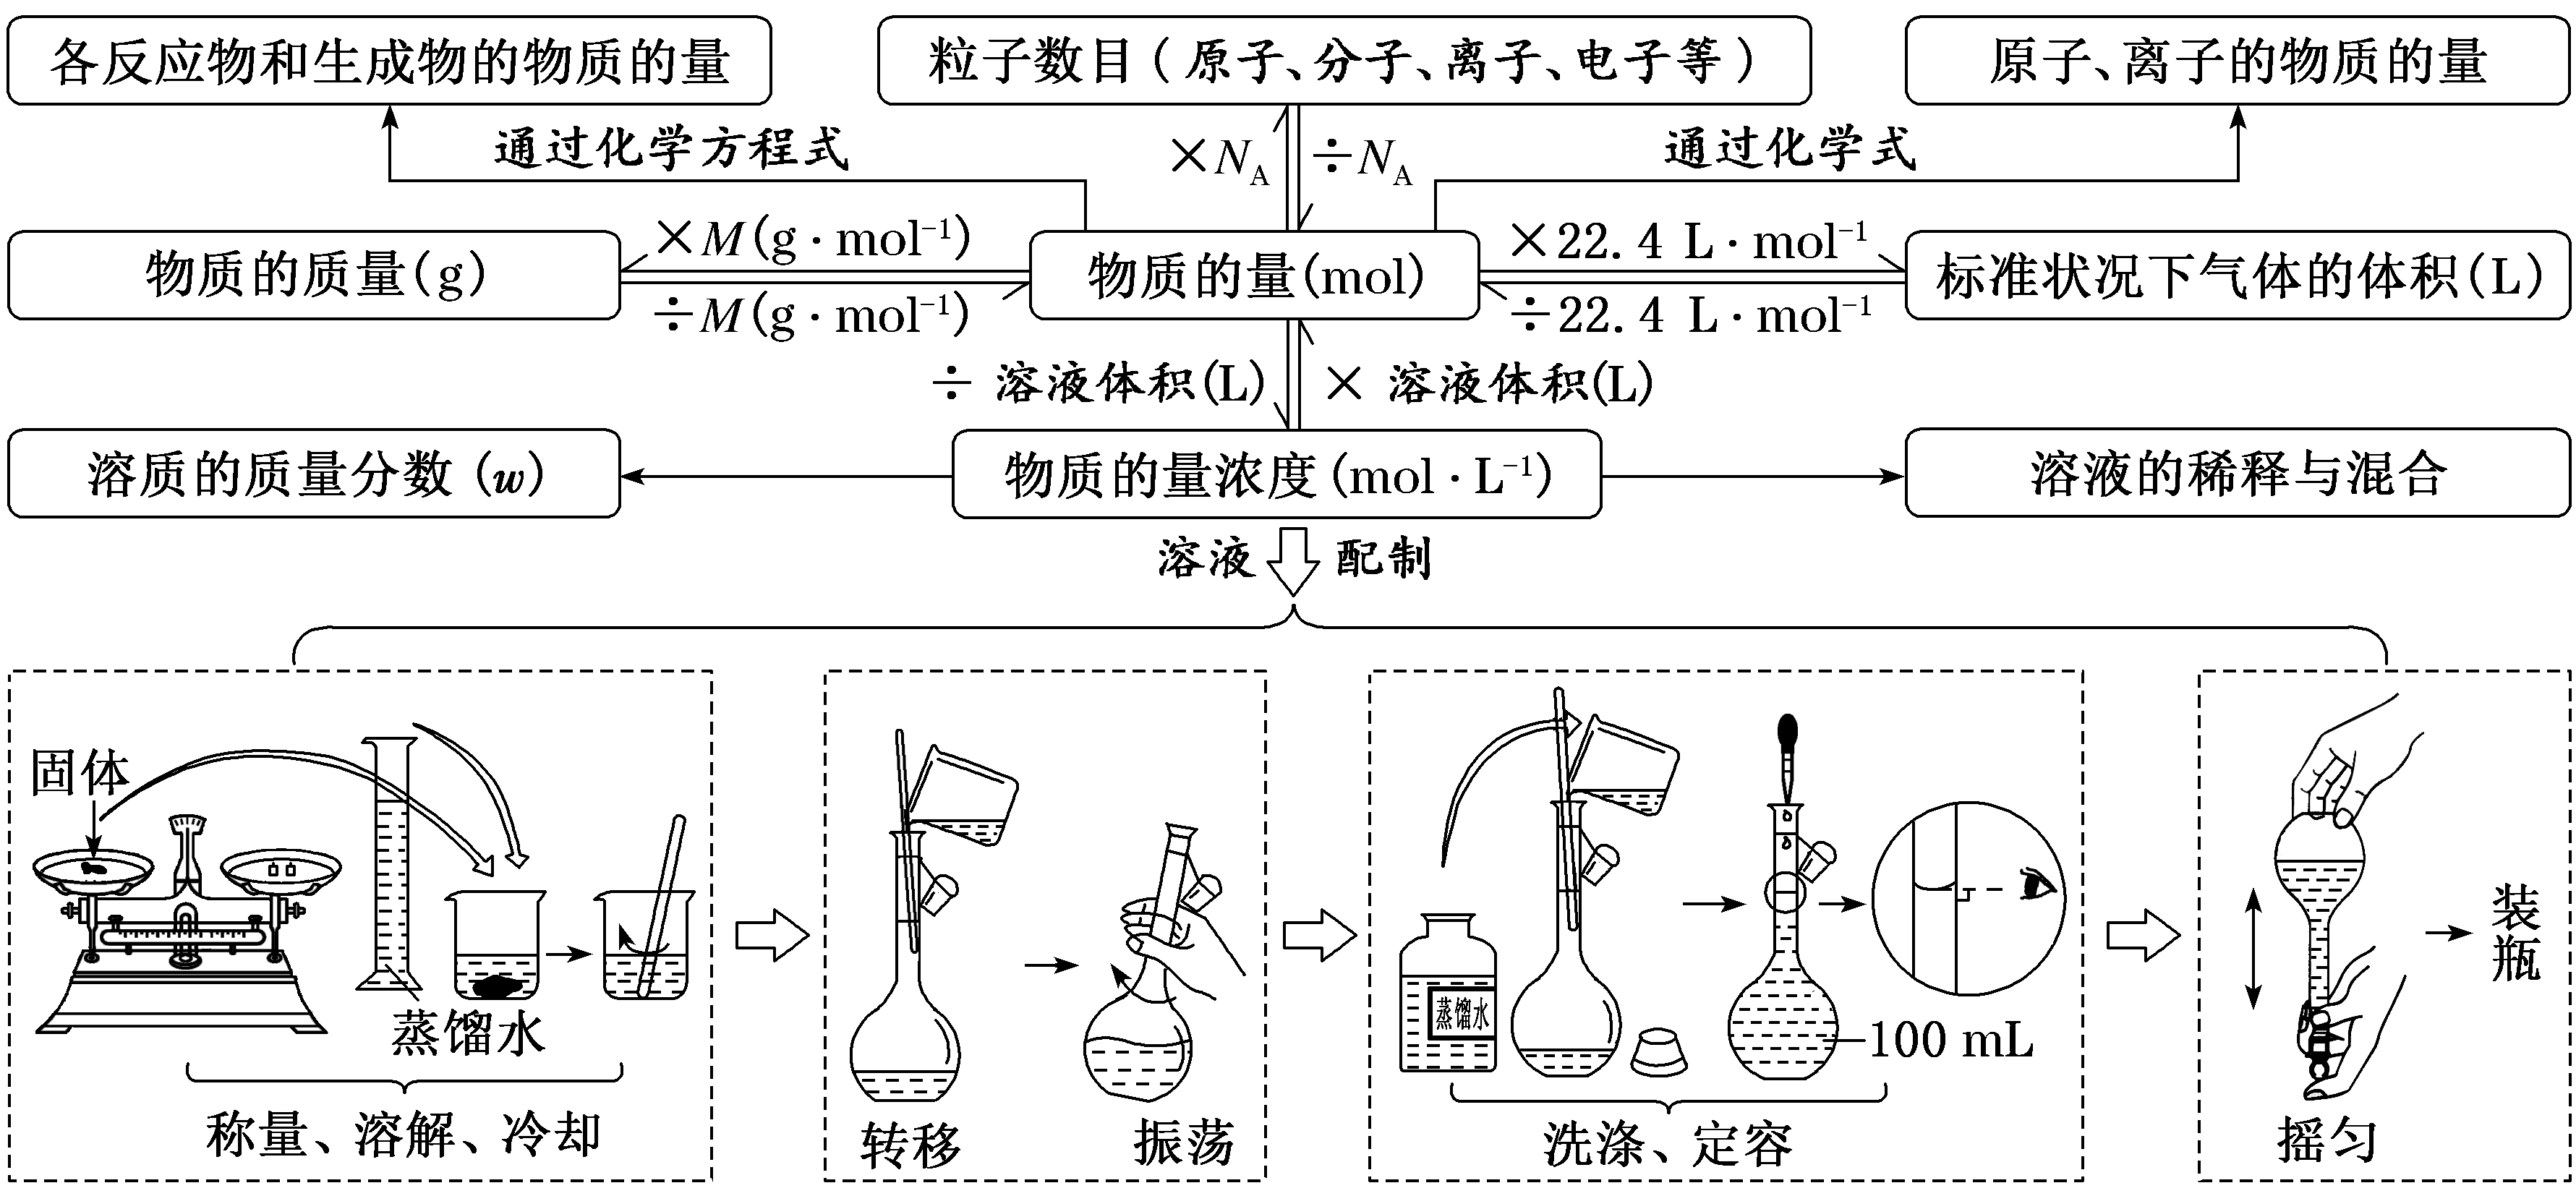 各反应物和生成物的物质的量
粒子数目（原子、分子、离子、电子等）
原子、离子的物质的量
通过化学方程式
×N_A
÷N_A
通过化学式
×M(g·mol⁻¹)
×22.4 L·mol⁻¹
物质的质量(g)
物质的量(mol)
标准状况下气体的体积(L)
÷M(g·mol⁻¹)
÷22.4 L·mol⁻¹
÷ 溶液体积(L)
× 溶液体积(L)
溶质的质量分数(w)
物质的量浓度(mol·L⁻¹)
溶液的稀释与混合
溶液 配制
固体
蒸馏水
称量、溶解、冷却
转移
振荡
蒸馏水
100 mL
洗涤、定容
摇匀
装瓶